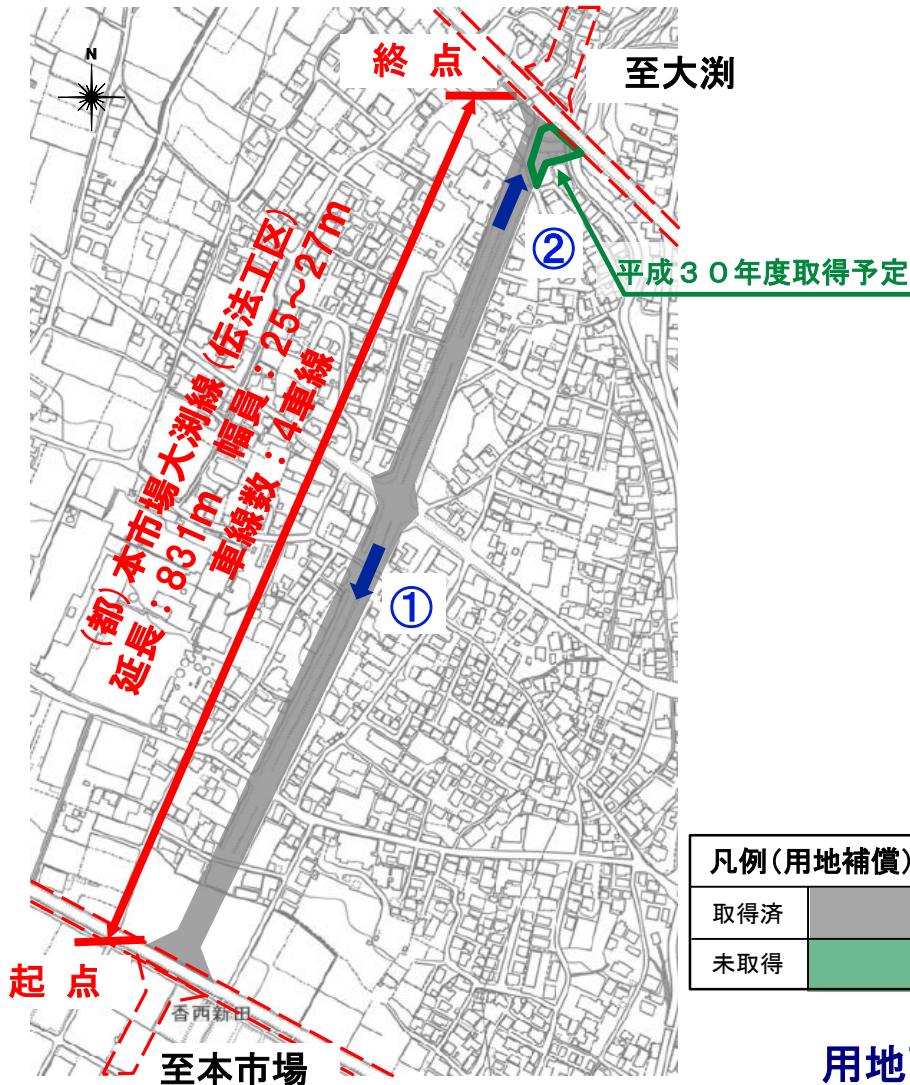 N
終 点
至大渕
②
平成３０年度取得予定
(都)本市場大渕線(伝法工区)
延長：831m　幅員：25～27m
車線数：4車線
①
凡例(用地補償)
取得済
未取得
起 点
香西新田
至本市場
用地